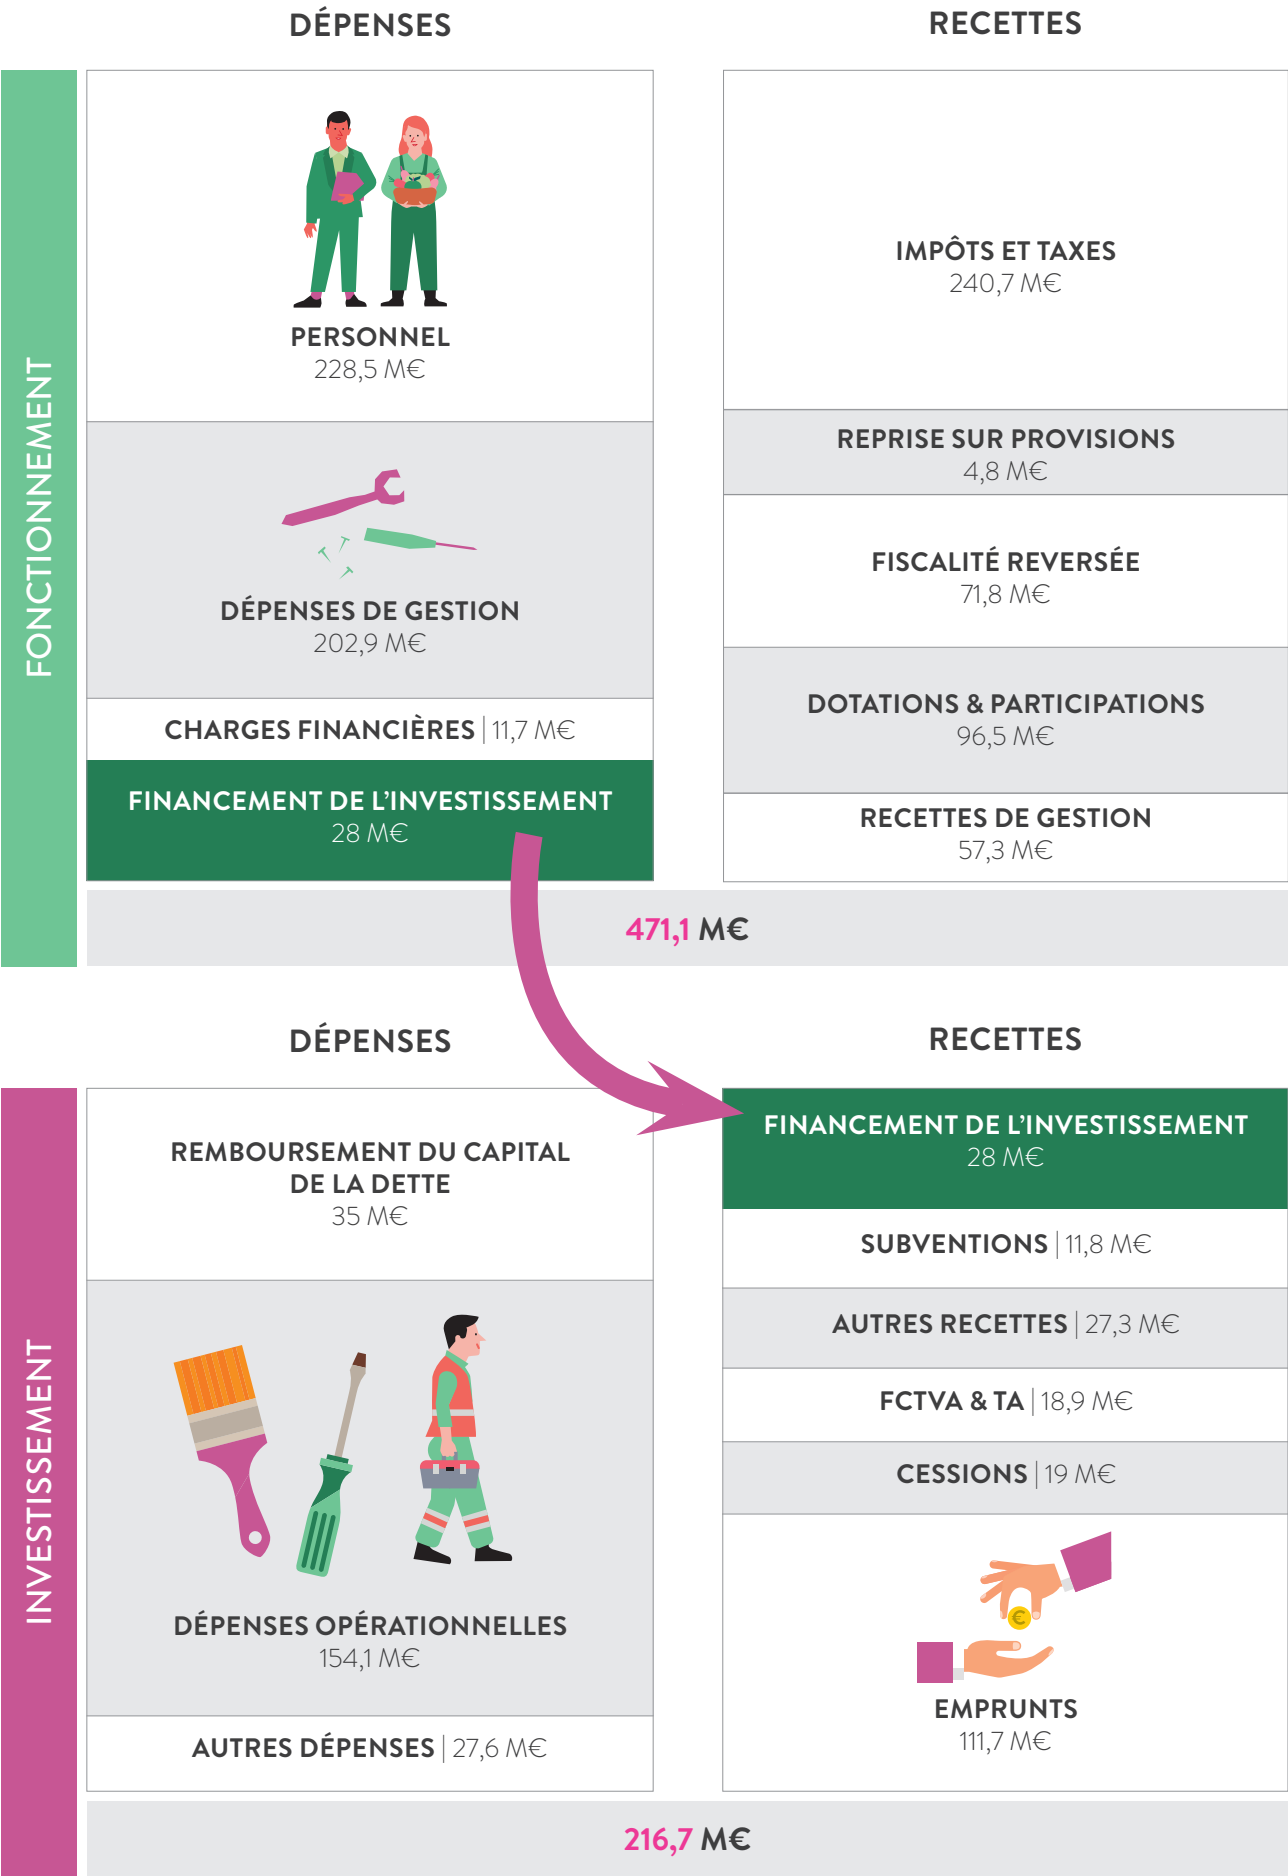 DÉPENSES
RECETTES
FONCTIONNEMENT
PERSONNEL
228,5 M€
DÉPENSES DE GESTION
202,9 M€
CHARGES FINANCIÈRES | 11,7 M€
FINANCEMENT DE L'INVESTISSEMENT
28 M€
IMPÔTS ET TAXES
240,7 M€
REPRISE SUR PROVISIONS
4,8 M€
FISCALITÉ REVERSÉE
71,8 M€
DOTATIONS & PARTICIPATIONS
96,5 M€
RECETTES DE GESTION
57,3 M€
471,1 M€
DÉPENSES
RECETTES
INVESTISSEMENT
REMBOURSEMENT DU CAPITAL
DE LA DETTE
35 M€
DÉPENSES OPÉRATIONNELLES
154,1 M€
AUTRES DÉPENSES | 27,6 M€
FINANCEMENT DE L'INVESTISSEMENT
28 M€
SUBVENTIONS | 11,8 M€
AUTRES RECETTES | 27,3 M€
FCTVA & TA | 18,9 M€
CESSIONS | 19 M€
€
EMPRUNTS
111,7 M€
216,7 M€